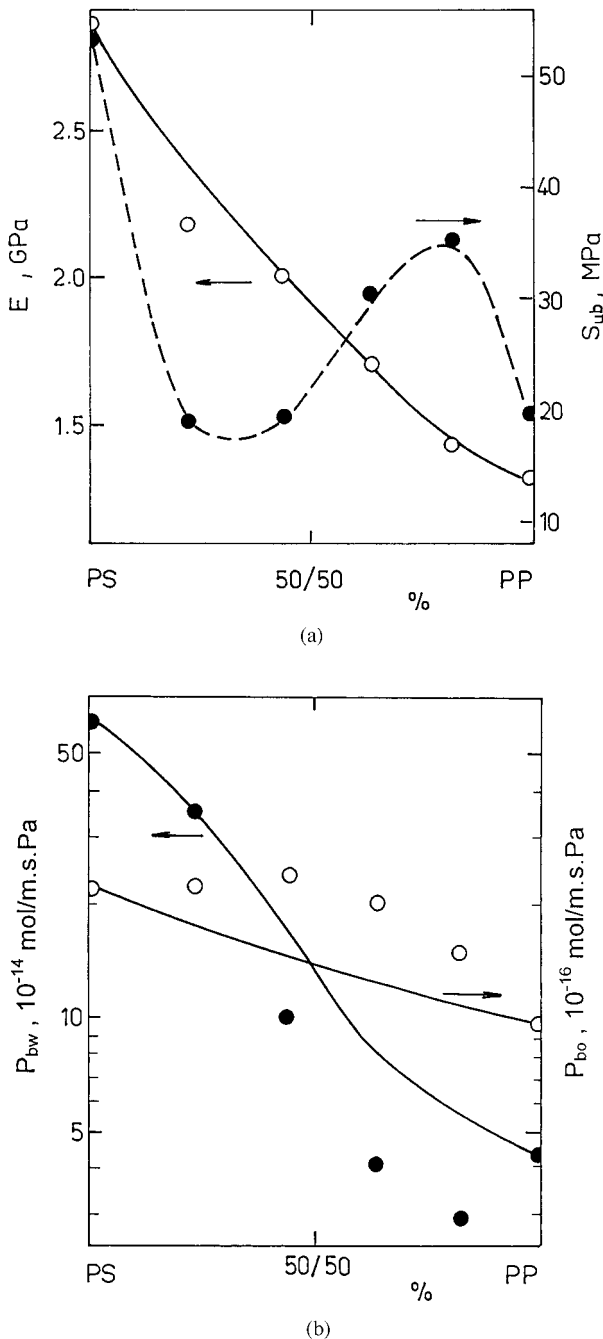 2.5
2.0
1.5
E , GPa
50
40
30
20
10
S_ub, MPa
PS
50/50
PP
%
(a)
50
10
5
P_bw , 10^-14 mol/m.s.Pa
P_bo , 10^-16 mol/m.s.Pa
PS
50/50
PP
%
(b)